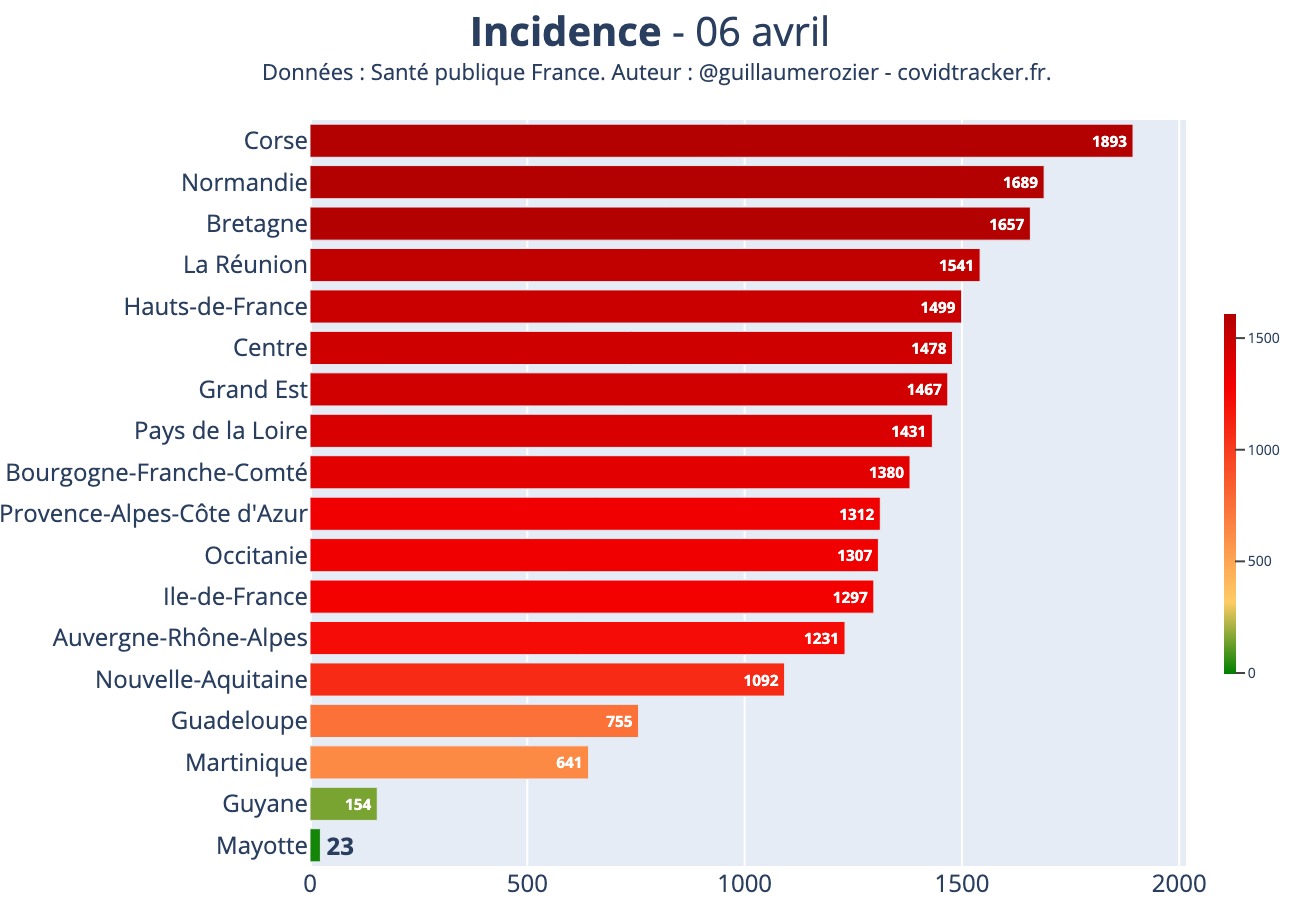 Incidence - 06 avril
Données : Santé publique France. Auteur : @guillaumerozier - covidtracker.fr.
Corse 1893
Normandie 1689
Bretagne 1657
La Réunion 1541
Hauts-de-France 1499
Centre 1478
Grand Est 1467
Pays de la Loire 1431
Bourgogne-Franche-Comté 1380
Provence-Alpes-Côte d'Azur 1312
Occitanie 1307
Ile-de-France 1297
Auvergne-Rhône-Alpes 1231
Nouvelle-Aquitaine 1092
Guadeloupe 755
Martinique 641
Guyane 154
Mayotte 23
0 500 1000 1500 2000
1500
1000
500
0